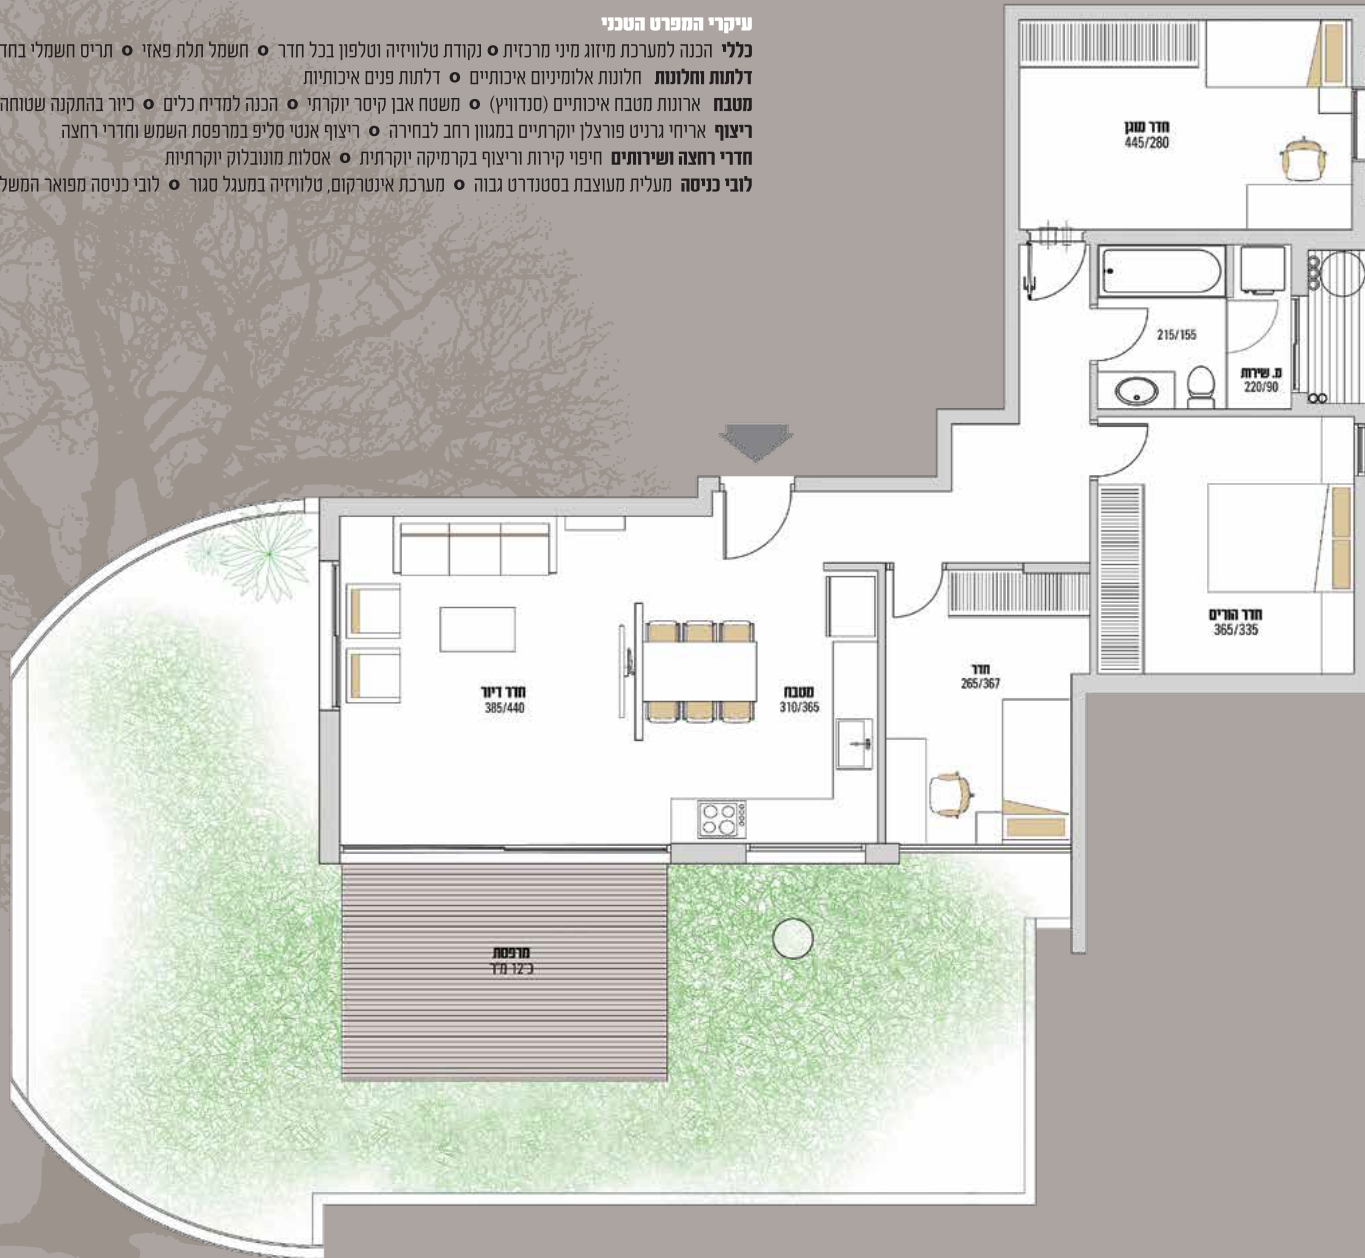 עיקרי המפרט הטכני
כללי הכנה למערכת מיזוג מיני מרכזית o נקודת טלוויזיה וטלפון בכל חדר o חשמל תלת פאזי o תריס חשמלי בחד
דלתות וחלונות חלונות אלומיניום איכותיים o דלתות פנים איכותיות
מטבח ארונות מטבח איכותיים (סנדוויץ) o משטח אבן קיסר יוקרתי o הכנה למדיח כלים o כיור בהתקנה שטוחה
ריצוף אריחי גרניט פורצלן יוקרתיים במגוון רחב לבחירה o ריצוף אנטי סליפ במרפסת השמש וחדרי רחצה
חדרי רחצה ושירותים חיפוי קירות וריצוף בקרמיקה יוקרתית o אסלות מונובלוק יוקרתיות
לובי כניסה מעלית מעוצבת בסטנדרט גבוה o מערכת אינטרקום, טלוויזיה במעגל סגור o לובי כניסה מפואר המשל
חדר מוגן
445/280
215/155
מ. שירות
220/90
חדר הורים
365/335
חדר
265/367
מטבח
310/365
חדר דיור
385/440
מרפסת
כ־12 מ"ר